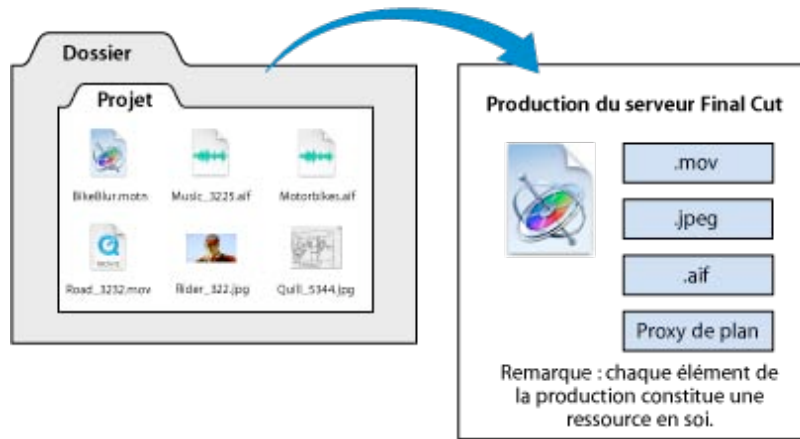 Dossier
Projet
BikeBlur.motn
Music_3225.aif
Motorbikes.aif
Road_3232.mov
Rider_322.jpg
Quill_5344.jpg
Production du serveur Final Cut
.mov
.jpeg
.aif
Proxy de plan
Remarque : chaque élément de
la production constitue une
ressource en soi.